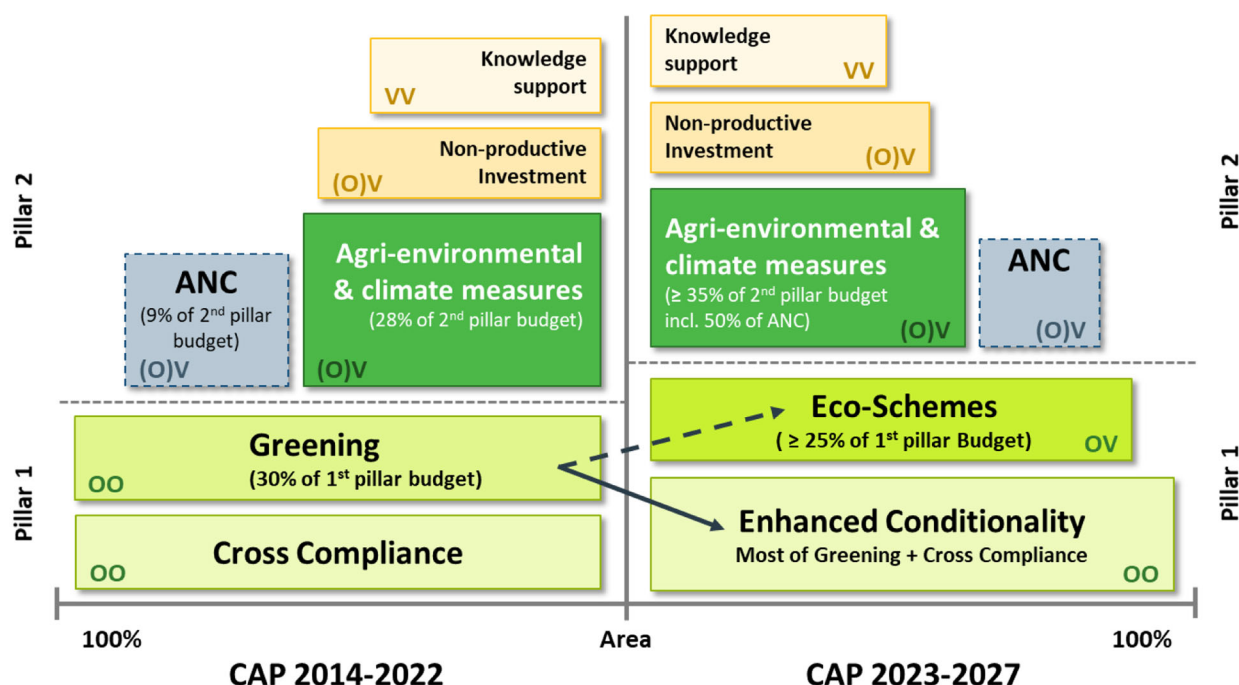 Pillar 2
Knowledge
support
VV
Non-productive
Investment
(O)V
Agri-environmental
& climate measures
(28% of 2nd pillar budget)
(O)V
ANC
(9% of 2nd pillar
budget)
(O)V
Pillar 1
Greening
(30% of 1st pillar budget)
OO
Cross Compliance
OO
Knowledge
support
VV
Non-productive
Investment
(O)V
Agri-environmental &
climate measures
(≥ 35% of 2nd pillar budget
incl. 50% of ANC)
(O)V
ANC
(O)V
Pillar 2
Eco-Schemes
( ≥ 25% of 1st pillar Budget)
OV
Enhanced Conditionality
Most of Greening + Cross Compliance
OO
Pillar 1
100%
Area
100%
CAP 2014-2022
CAP 2023-2027